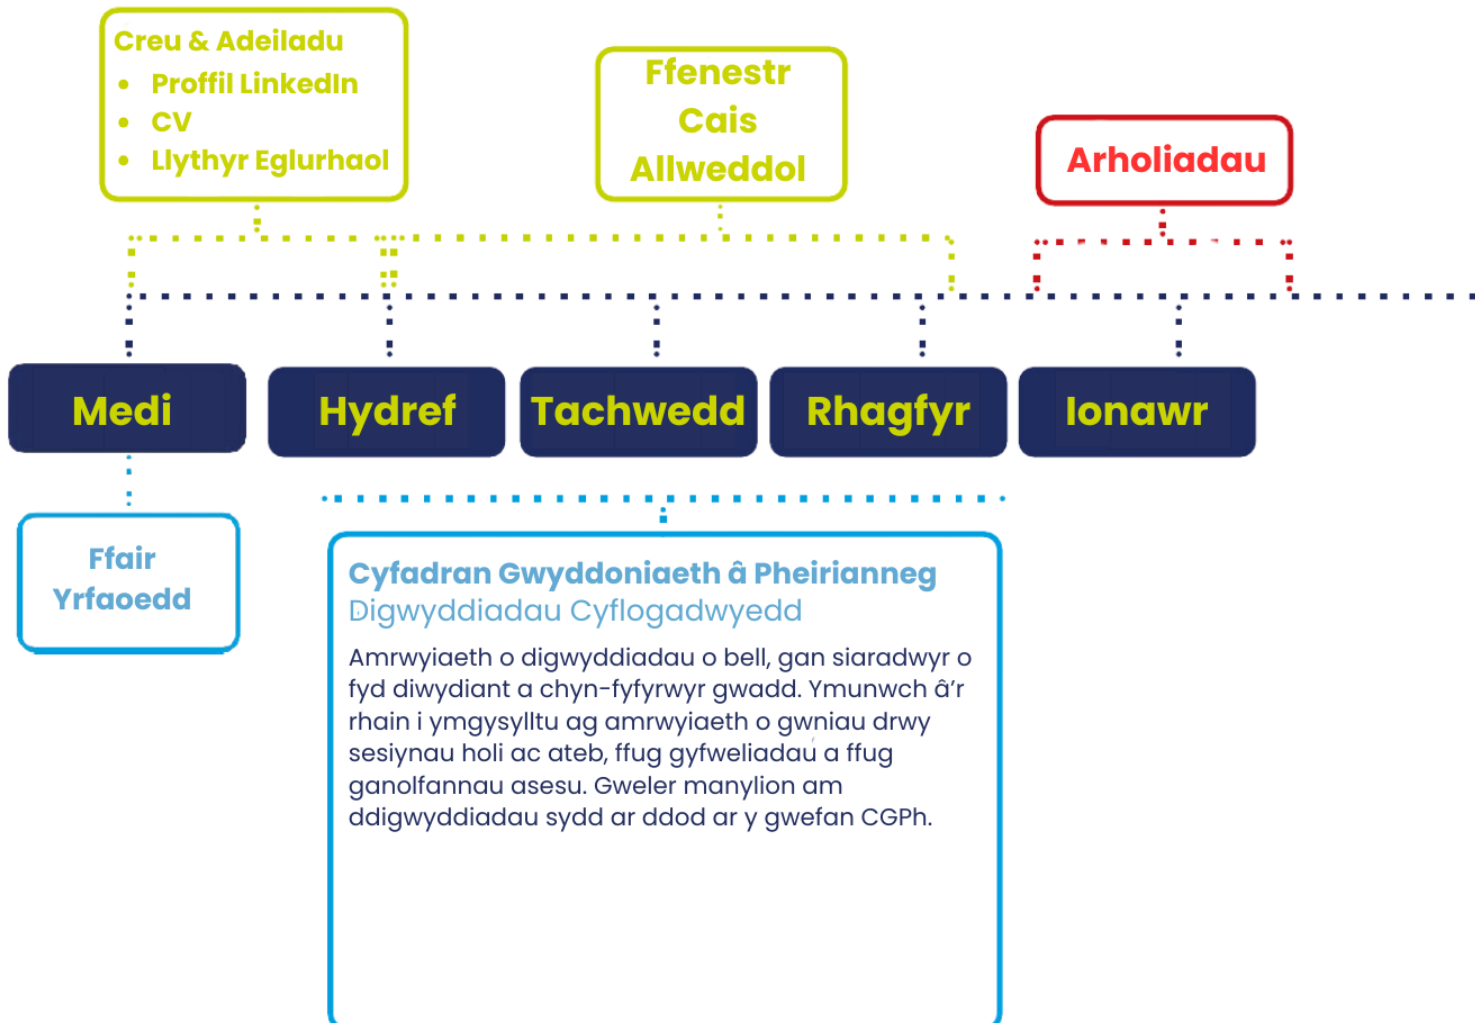 Creu & Adeiladu
• Proffil LinkedIn
• CV
• Llythyr Eglurhaol
Ffenestr
Cais
Allweddol
Arholiadau
Medi
Hydref
Tachwedd
Rhagfyr
Ionawr
Ffair
Yrfaoedd
Cyfadran Gwyddoniaeth â Pheirianneg
Digwyddiadau Cyflogadwyedd
Amrwyiaeth o digwyddiadau o bell, gan siaradwyr o
fyd diwydiant a chyn-fyfyrwyr gwadd. Ymunwch â’r
rhain i ymgysylltu ag amrwyiaeth o gwniau drwy
sesiynau holi ac ateb, ffug gyfweliadau a ffug
ganolfannau asesu. Gweler manylion am
ddigwyddiadau sydd ar ddod ar y gwefan CGPh.